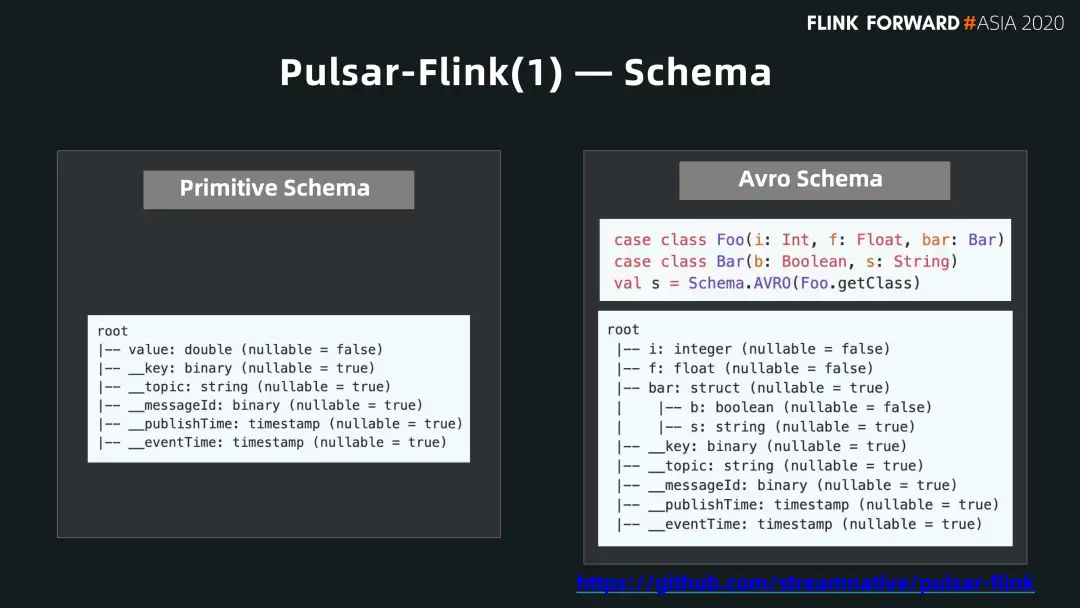 FLINK FORWARD #ASIA 2020
Pulsar-Flink(1) — Schema
Primitive Schema
root
|-- value: double (nullable = false)
|-- __key: binary (nullable = true)
|-- __topic: string (nullable = true)
|-- __messageId: binary (nullable = true)
|-- __publishTime: timestamp (nullable = true)
|-- __eventTime: timestamp (nullable = true)
Avro Schema
case class Foo(i: Int, f: Float, bar: Bar)
case class Bar(b: Boolean, s: String)
val s = Schema.AVRO(Foo.getClass)
root
|-- i: integer (nullable = false)
|-- f: float (nullable = false)
|-- bar: struct (nullable = true)
|    |-- b: boolean (nullable = false)
|    |-- s: string (nullable = true)
|-- __key: binary (nullable = true)
|-- __topic: string (nullable = true)
|-- __messageId: binary (nullable = true)
|-- __publishTime: timestamp (nullable = true)
|-- __eventTime: timestamp (nullable = true)
https://github.com/streamnative/pulsar-flink